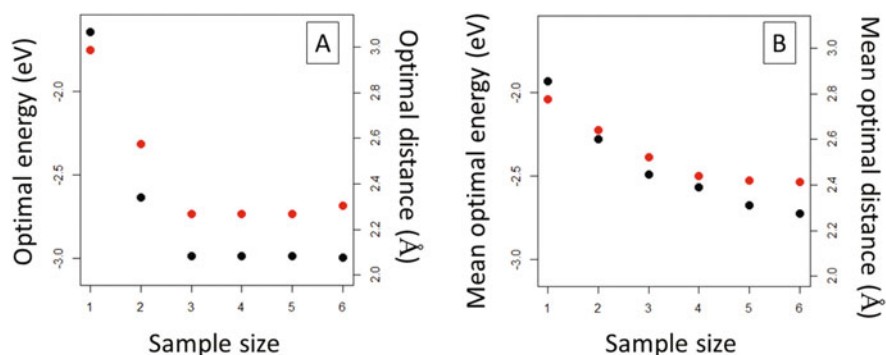 A
Optimal energy (eV)
-2.0
-2.5
-3.0
3.0
2.8
2.6
2.4
2.2
2.0
Optimal distance (Å)
1 2 3 4 5 6
Sample size
B
Mean optimal energy (eV)
-2.0
-2.5
-3.0
3.0
2.8
2.6
2.4
2.2
2.0
Mean optimal distance (Å)
1 2 3 4 5 6
Sample size